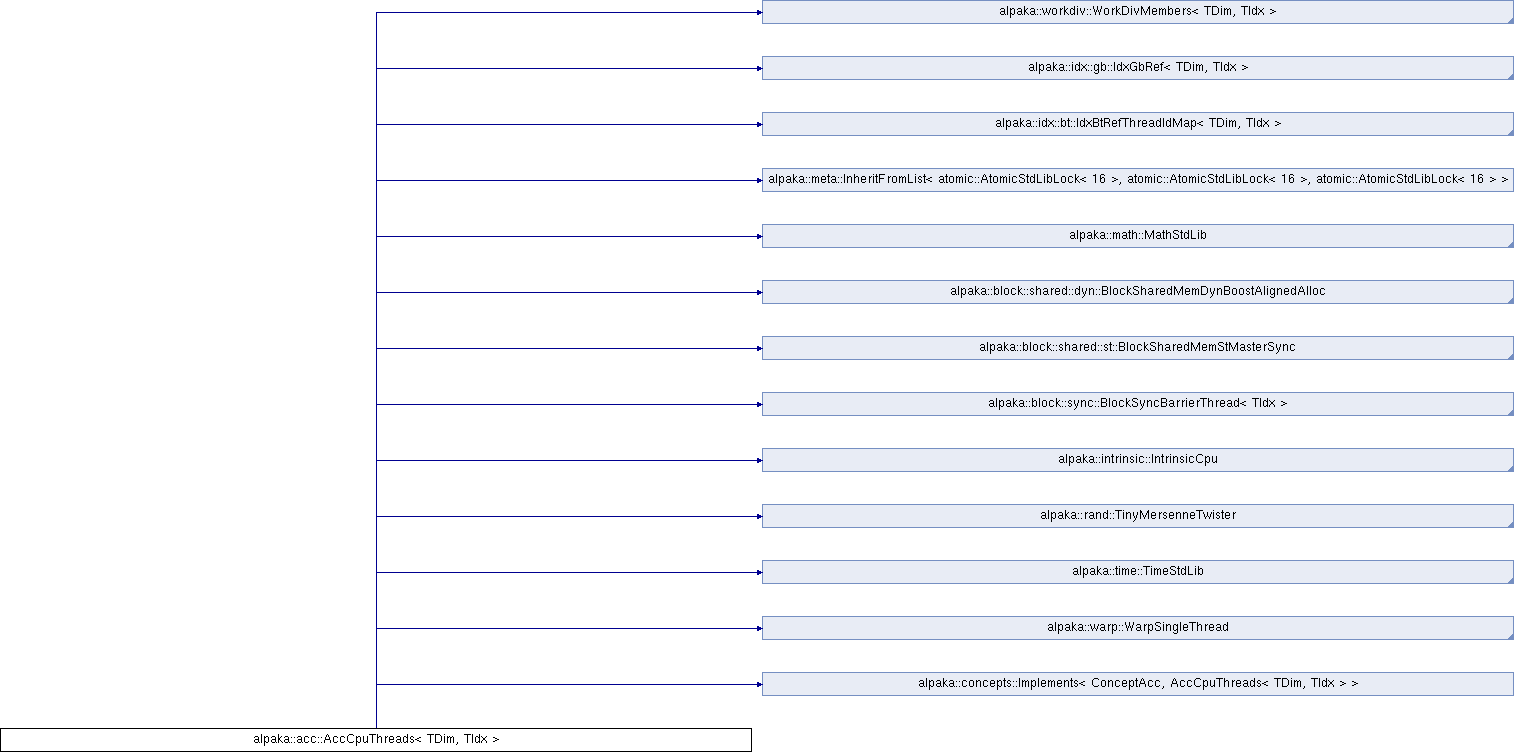 alpaka::workdiv::WorkDivMembers< TDim, TIdx >
alpaka::idx::gb::IdxGbRef< TDim, TIdx >
alpaka::idx::bt::IdxBtRefThreadIdMap< TDim, TIdx >
alpaka::meta::InheritFromList< atomic::AtomicStdLibLock< 16 >, atomic::AtomicStdLibLock< 16 >, atomic::AtomicStdLibLock< 16 > >
alpaka::math::MathStdLib
alpaka::block::shared::dyn::BlockSharedMemDynBoostAlignedAlloc
alpaka::block::shared::st::BlockSharedMemStMasterSync
alpaka::block::sync::BlockSyncBarrierThread< TIdx >
alpaka::intrinsic::IntrinsicCpu
alpaka::rand::TinyMersenneTwister
alpaka::time::TimeStdLib
alpaka::warp::WarpSingleThread
alpaka::concepts::Implements< ConceptAcc, AccCpuThreads< TDim, TIdx > >
alpaka::acc::AccCpuThreads< TDim, TIdx >